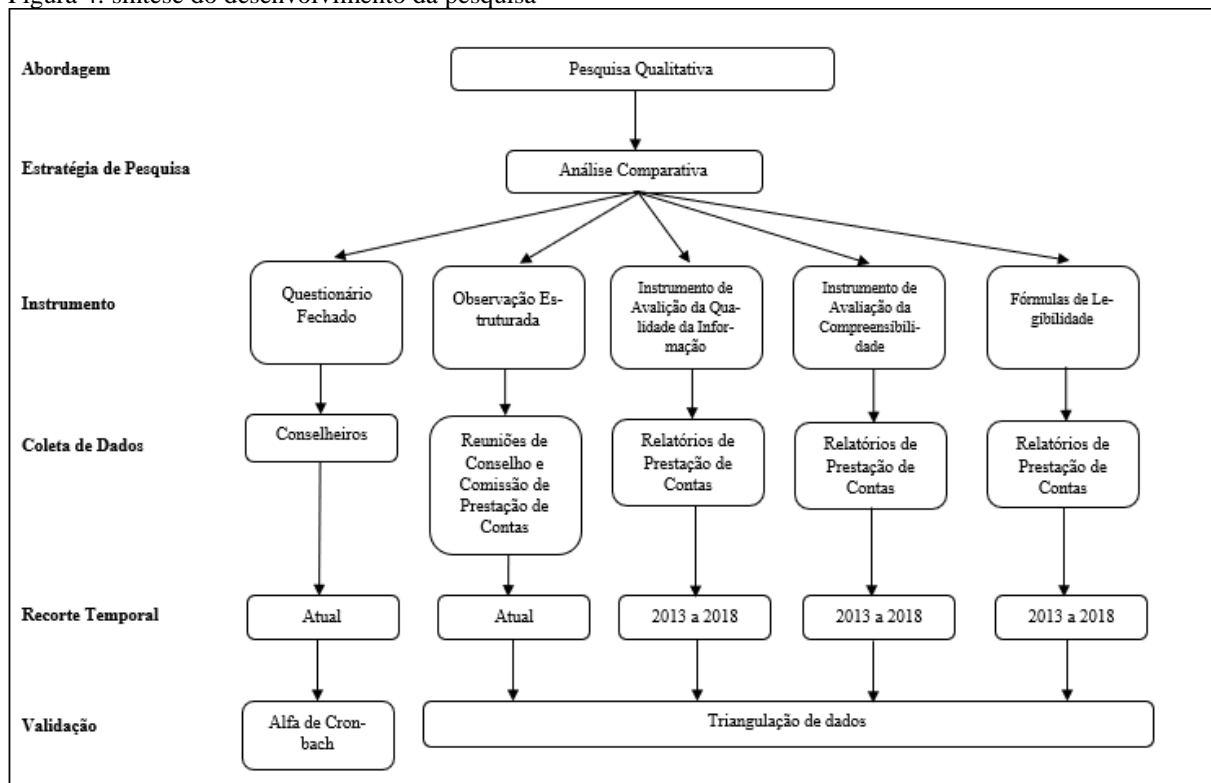 Figura 4: síntese do desenvolvimento da pesquisa
Abordagem
Pesquisa Qualitativa
Estratégia de Pesquisa
Análise Comparativa
Instrumento
Questionário
Fechado
Observação Es-
truturada
Instrumento de
Avalição da Qua-
lidade da Infor-
mação
Instrumento de
Avaliação da
Compreensibili-
dade
Fórmulas de Le-
gibilidade
Coleta de Dados
Conselheiros
Reuniões de
Conselho e
Comissão de
Prestação de
Contas
Relatórios de
Prestação de
Contas
Relatórios de
Prestação de
Contas
Relatórios de
Prestação de
Contas
Recorte Temporal
Atual
Atual
2013 a 2018
2013 a 2018
2013 a 2018
Validação
Alfa de Cron-
bach
Triangulação de dados